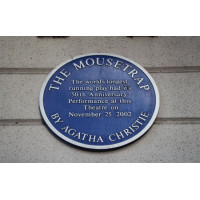 THE MOUSETRAP
The worlds longest
running play had its
50th Anniversary
Performance at this
Theatre on
November 25 2002
BY AGATHA CHRISTIE